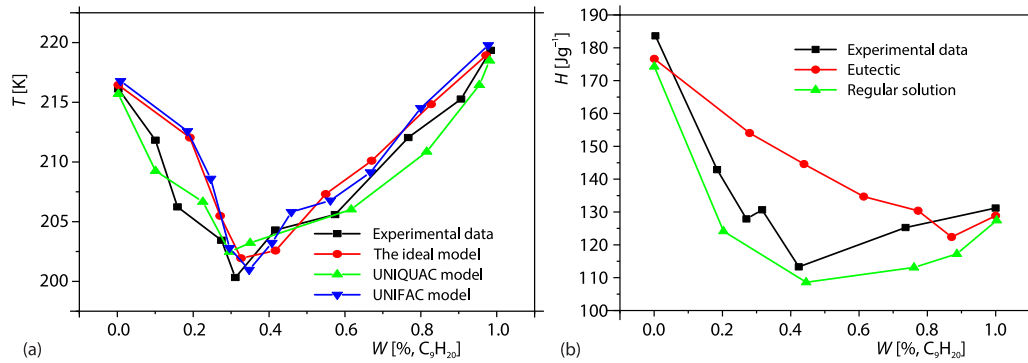 T [K]
220
215
210
205
200
Experimental data
The ideal model
UNIQUAC model
UNIFAC model
0.0 0.2 0.4 0.6 0.8 1.0
(a)
W [%, C₉H₂₀]
H [Jg⁻¹]
190
180
170
160
150
140
130
120
110
100
Experimental data
Eutectic
Regular solution
0.0 0.2 0.4 0.6 0.8 1.0
(b)
W [%, C₉H₂₀]